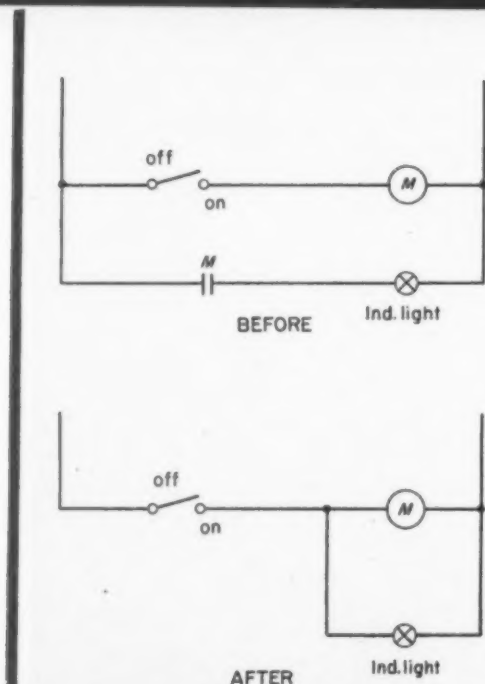 off
on
M
M
Ind. light
BEFORE
off
on
M
Ind. light
AFTER